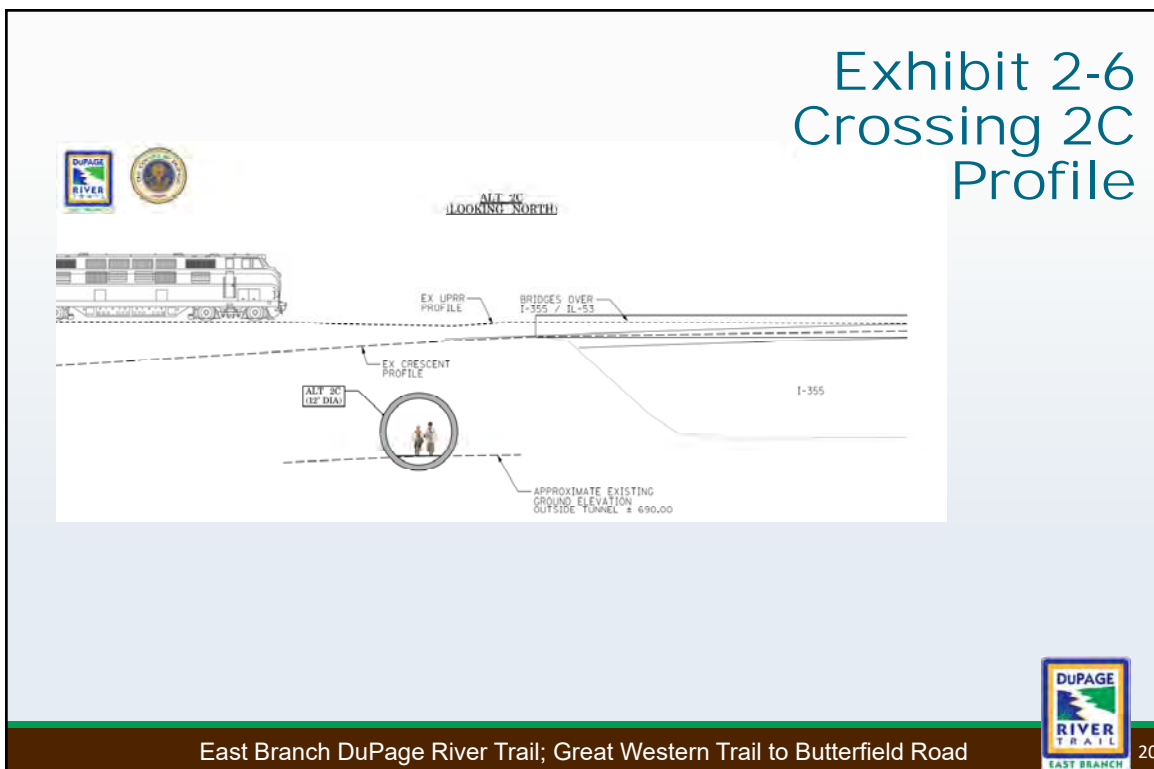 Exhibit 2-6
Crossing 2C
Profile
DUPAGE
RIVER
TRAIL
ALT 2C
(LOOKING NORTH)
EX UPRR
PROFILE
BRIDGES OVER
I-355 / IL-53
EX CRESCENT
PROFILE
ALT 2C
(12' DIA)
I-355
APPROXIMATE EXISTING
GROUND ELEVATION
OUTSIDE TUNNEL ± 690.00
DUPAGE
RIVER
TRAIL
EAST BRANCH
East Branch DuPage River Trail; Great Western Trail to Butterfield Road
20